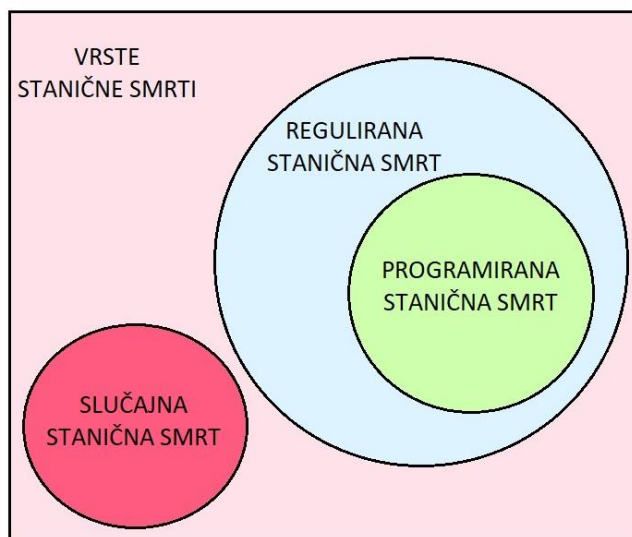 VRSTE
STANIČNE SMRTI
REGULIRANA
STANIČNA SMRT
PROGRAMIRANA
STANIČNA SMRT
SLUČAJNA
STANIČNA SMRT